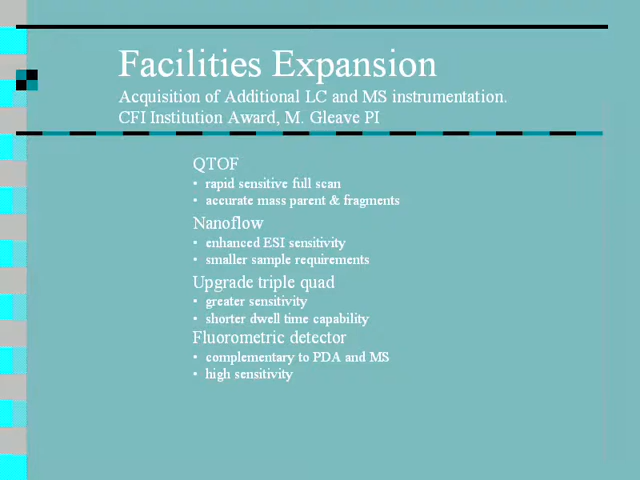 Facilities Expansion
Acquisition of Additional LC and MS instrumentation.
CFI Institution Award, M. Gleave PI
QTOF
• rapid sensitive full scan
• accurate mass parent & fragments
Nanoflow
• enhanced ESI sensitivity
• smaller sample requirements
Upgrade triple quad
• greater sensitivity
• shorter dwell time capability
Fluorometric detector
• complementary to PDA and MS
• high sensitivity